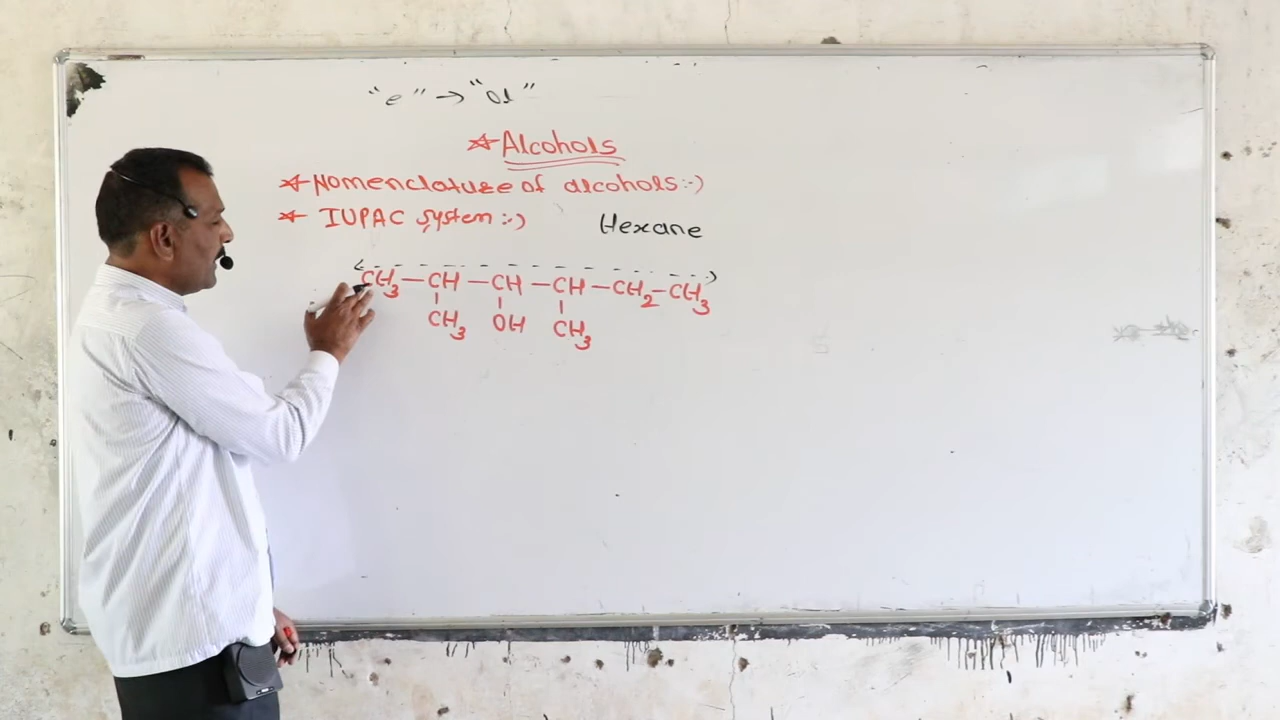 "e" → "ol"
☆ Alcohols
☆ Nomenclature of alcohols :-)
☆ IUPAC system :-)
Hexane
CH3 — CH — CH — CH — CH2 — CH3
CH3 OH CH3